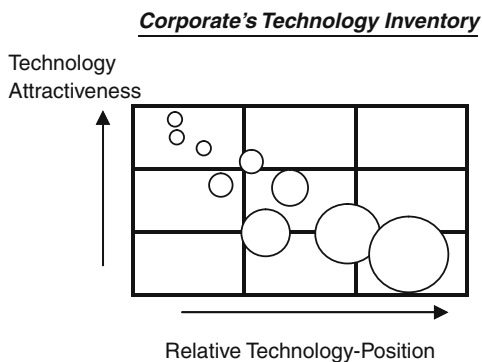 Corporate's Technology Inventory
Technology
Attractiveness
Relative Technology-Position